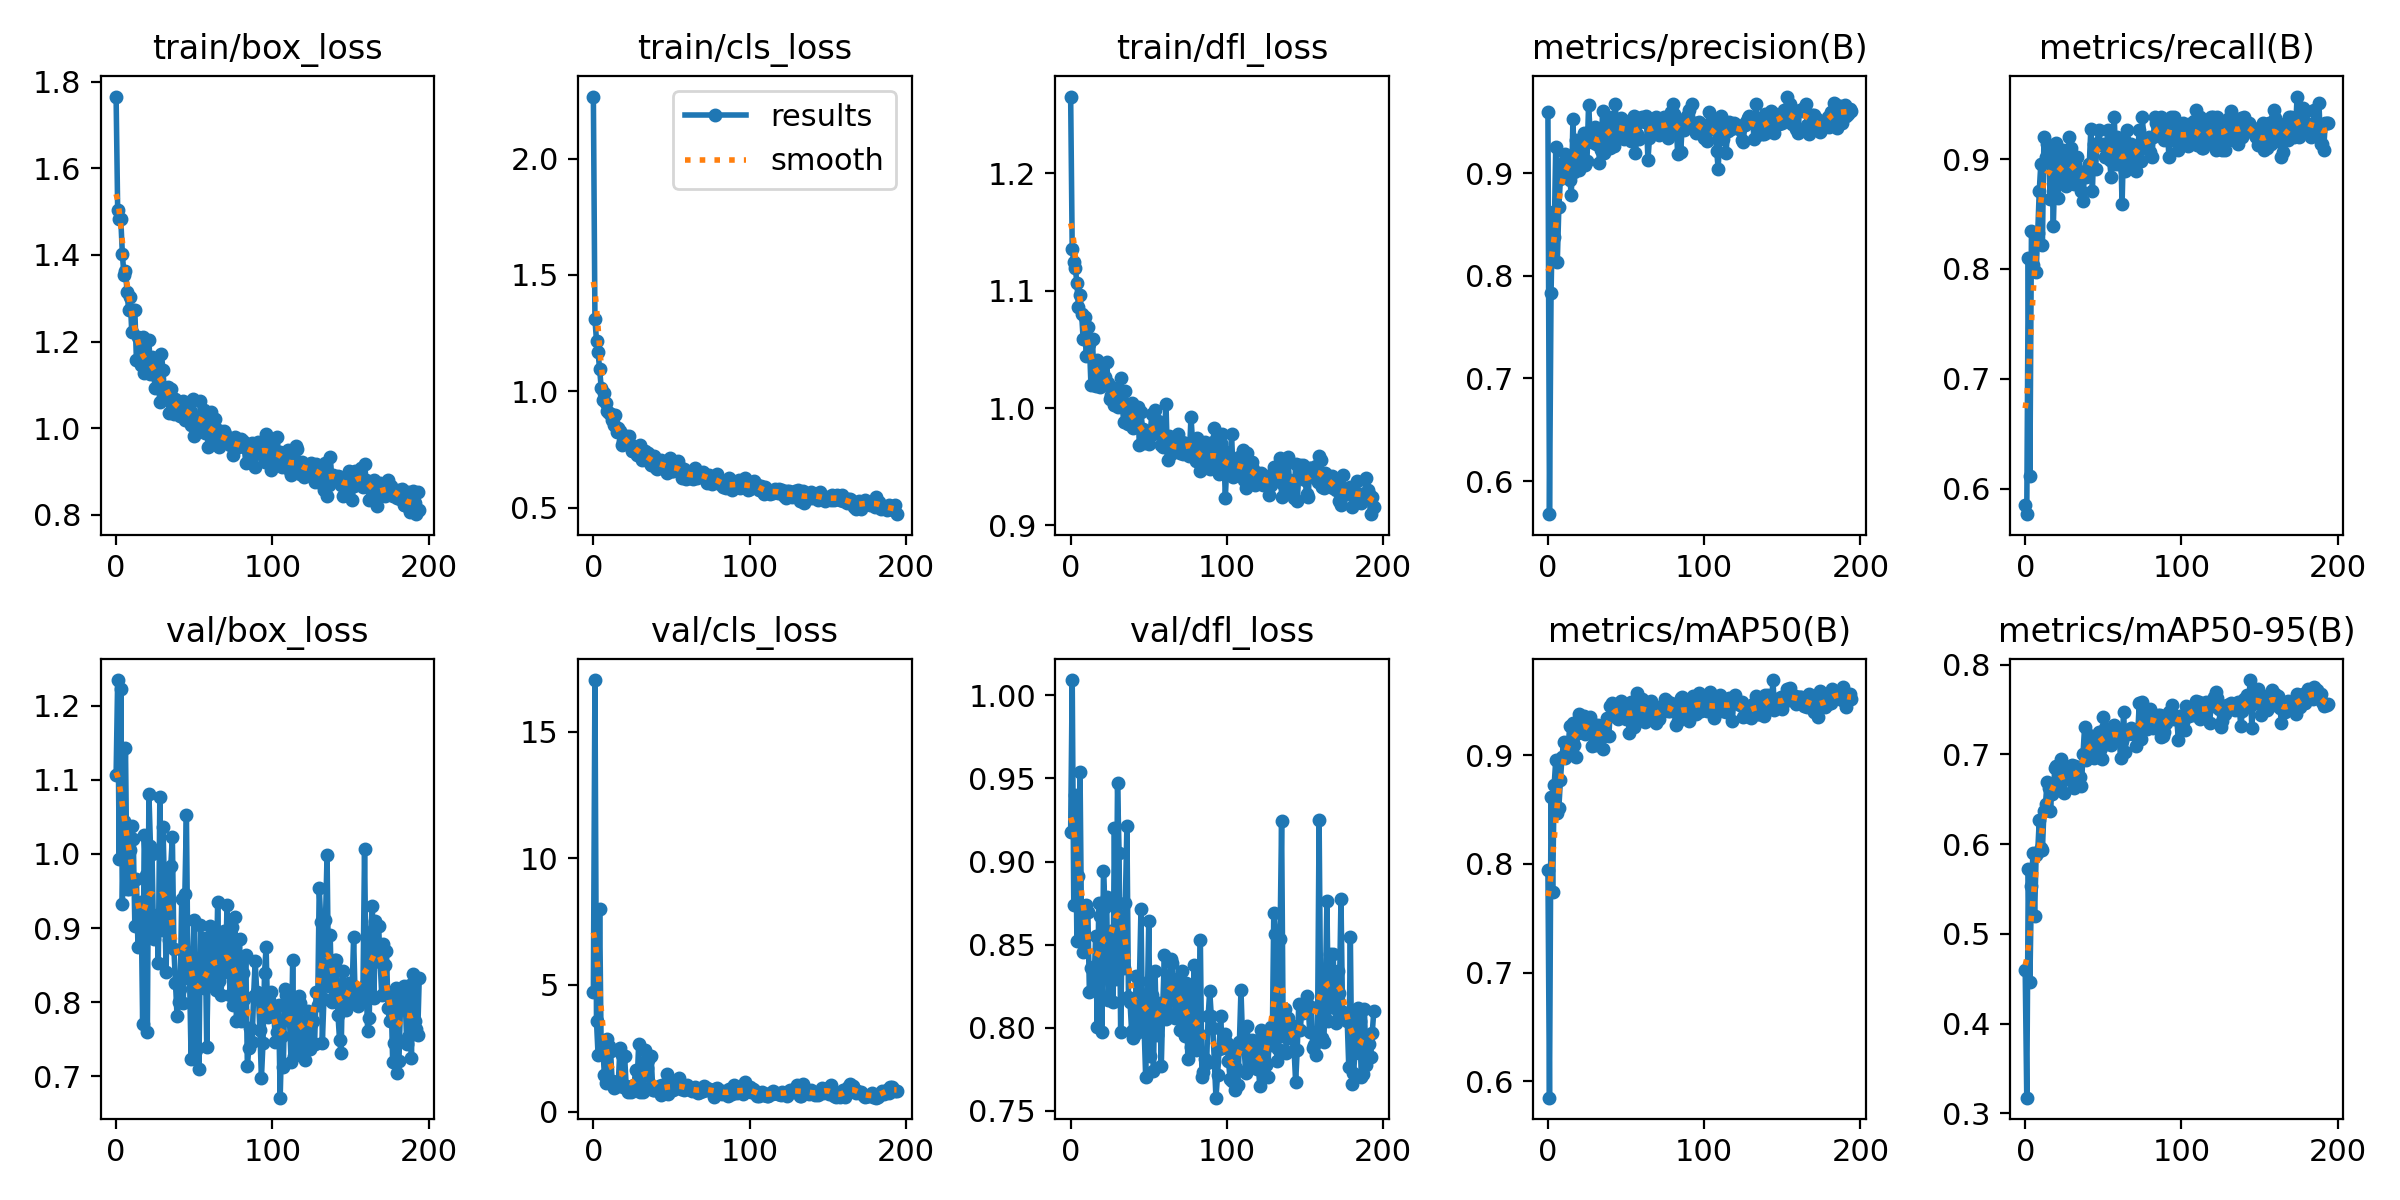 train/box_loss
1.8
1.6
1.4
1.2
1.0
0.8
0 100 200
train/cls_loss
results
smooth
2.0
1.5
1.0
0.5
0 100 200
train/dfl_loss
1.2
1.1
1.0
0.9
0 100 200
metrics/precision(B)
0.9
0.8
0.7
0.6
0 100 200
metrics/recall(B)
0.9
0.8
0.7
0.6
0 100 200
val/box_loss
1.2
1.1
1.0
0.9
0.8
0.7
0 100 200
val/cls_loss
15
10
5
0
0 100 200
val/dfl_loss
1.00
0.95
0.90
0.85
0.80
0.75
0 100 200
metrics/mAP50(B)
0.9
0.8
0.7
0.6
0 100 200
metrics/mAP50-95(B)
0.8
0.7
0.6
0.5
0.4
0.3
0 100 200